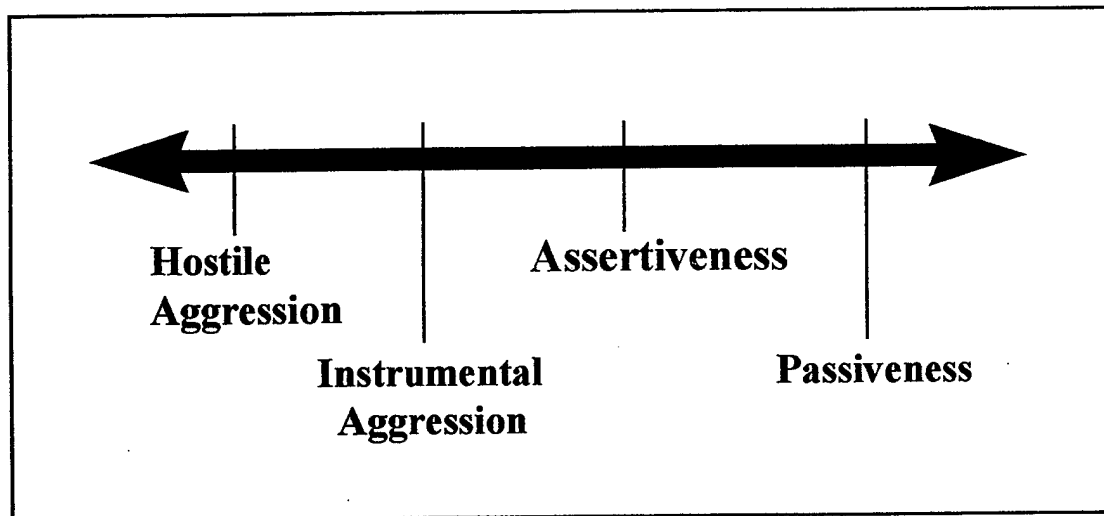 Hostile
Aggression
Instrumental
Aggression
Assertiveness
Passiveness